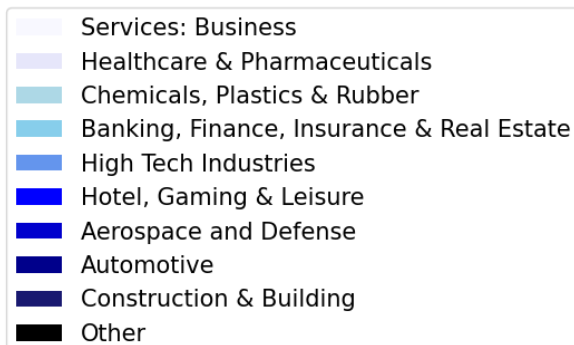 Services: Business
Healthcare & Pharmaceuticals
Chemicals, Plastics & Rubber
Banking, Finance, Insurance & Real Estate
High Tech Industries
Hotel, Gaming & Leisure
Aerospace and Defense
Automotive
Construction & Building
Other